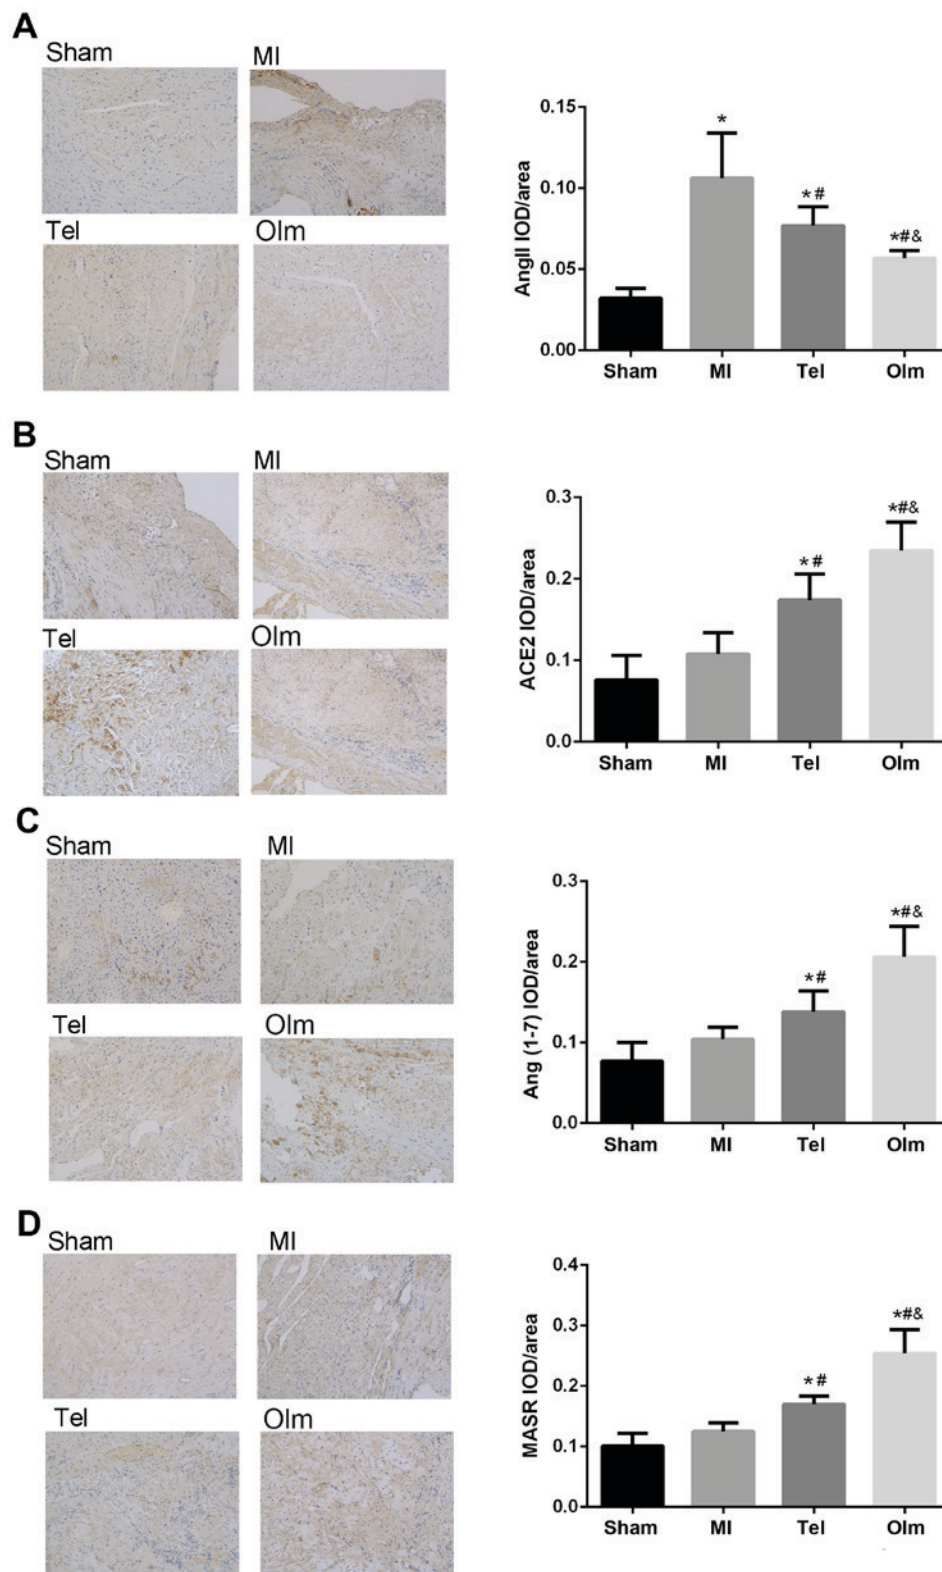 A
Sham
MI
Tel
Olm
AngII IOD/area
0.15
0.10
0.05
0.00
*
*#
*#&
Sham MI Tel Olm
B
Sham
MI
Tel
Olm
ACE2 IOD/area
0.3
0.2
0.1
0.0
*#
*#&
Sham MI Tel Olm
C
Sham
MI
Tel
Olm
Ang (1-7) IOD/area
0.3
0.2
0.1
0.0
*#
*#&
Sham MI Tel Olm
D
Sham
MI
Tel
Olm
MASR IOD/area
0.4
0.3
0.2
0.1
0.0
*#
*#&
Sham MI Tel Olm